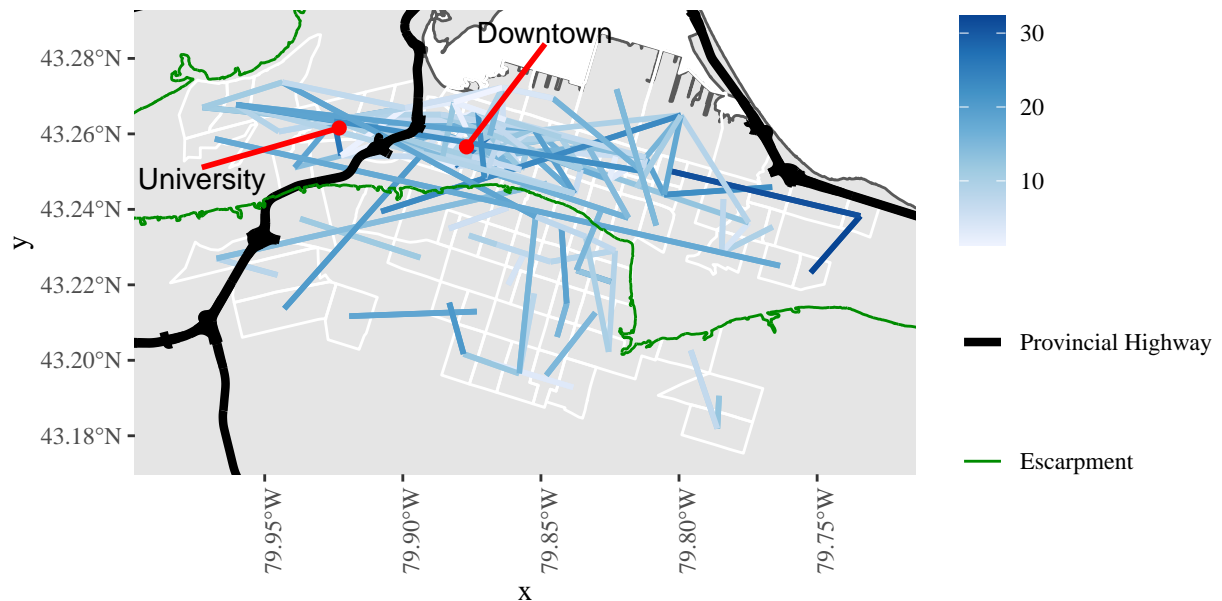 Downtown
University
43.28°N
43.26°N
43.24°N
43.22°N
43.20°N
43.18°N
y
79.95°W
79.90°W
79.85°W
79.80°W
79.75°W
x
30
20
10
Provincial Highway
Escarpment